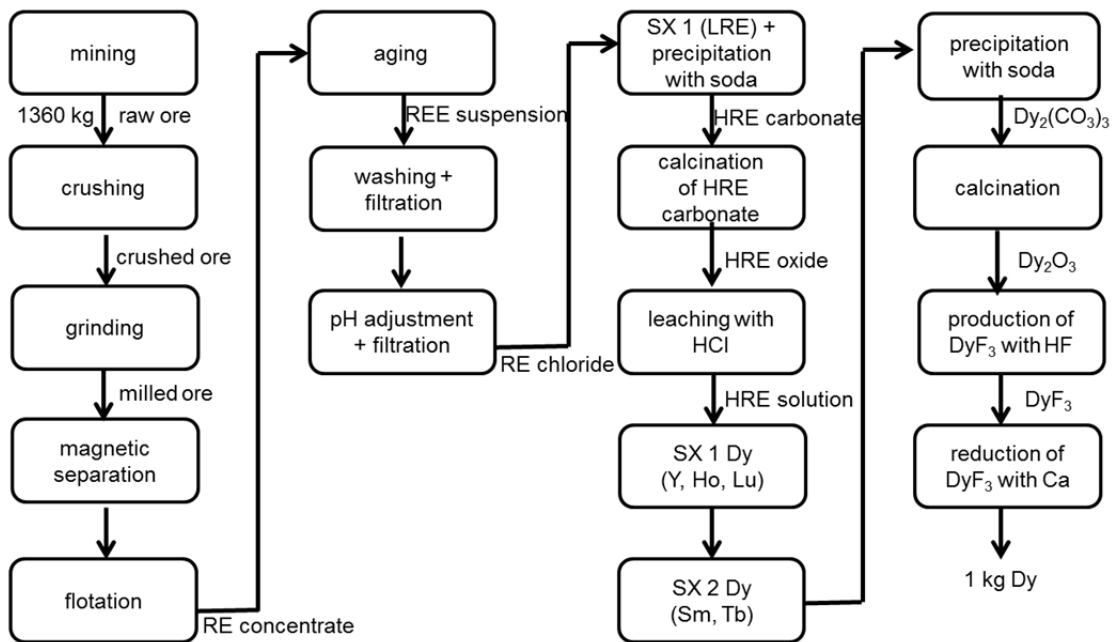 mining
1360 kg raw ore
crushing
crushed ore
grinding
milled ore
magnetic
separation
flotation
RE concentrate
aging
REE suspension
washing +
filtration
pH adjustment
+ filtration
RE chloride
SX 1 (LRE) +
precipitation
with soda
HRE carbonate
calcination
of HRE
carbonate
HRE oxide
leaching with
HCl
HRE solution
SX 1 Dy
(Y, Ho, Lu)
SX 2 Dy
(Sm, Tb)
precipitation
with soda
Dy₂(CO₃)₃
calcination
Dy₂O₃
production of
DyF₃ with HF
DyF₃
reduction of
DyF₃ with Ca
1 kg Dy